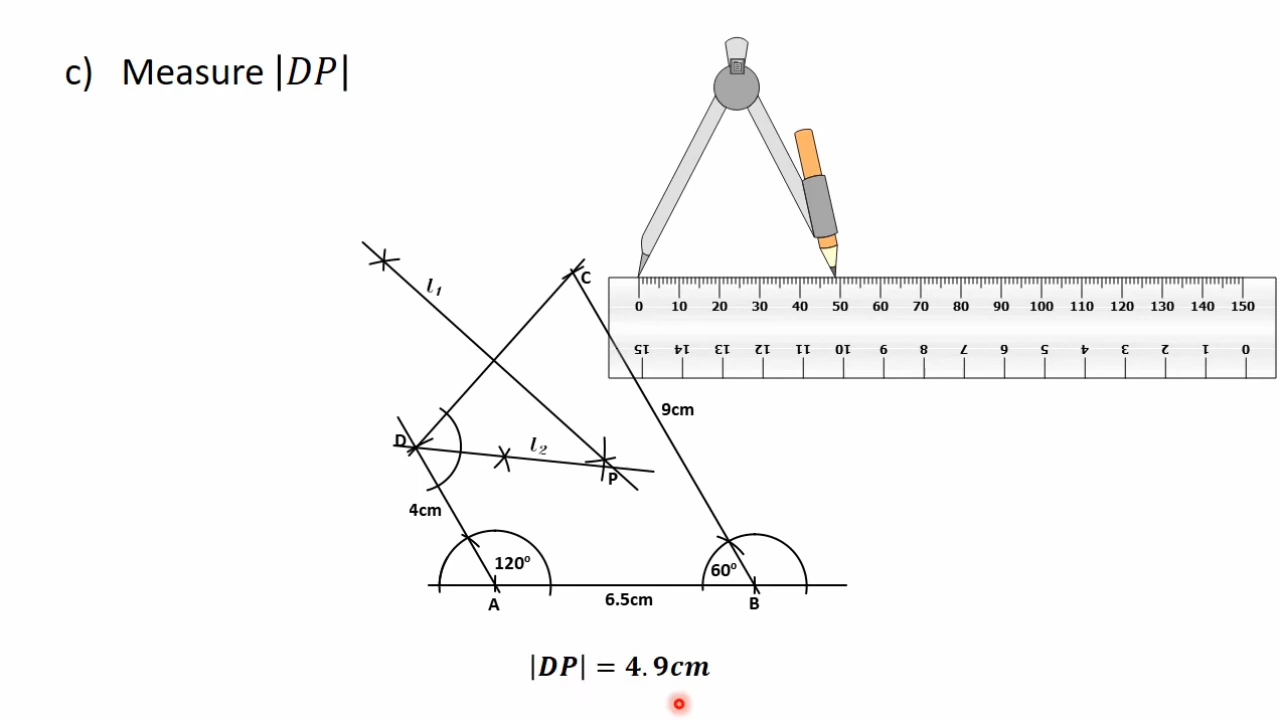 c) Measure |DP|
C
l₁
0 10 20 30 40 50 60 70 80 90 100 110 120 130 140 150
15 14 13 12 11 10 9 8 7 6 5 4 3 2 1 0
9cm
D
l₂
P
4cm
120⁰
60⁰
6.5cm
A
B
|DP| = 4.9cm